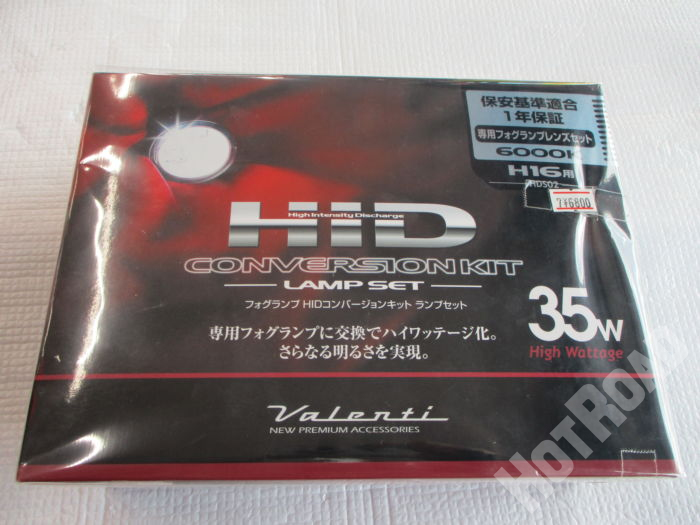 保安基準適合
1年保証
専用フォグランプレンズセット
6000K
H16用
HDS02
7¥6800
HID
High Intensity Discharge
CONVERSION KIT
LAMP SET
フォグランプ HIDコンバージョンキット ランプセット
専用フォグランプに交換でハイワッテージ化。
さらなる明るさを実現。
35W
High Wattage
Valenti
NEW PREMIUM ACCESSORIES
HOTROAD